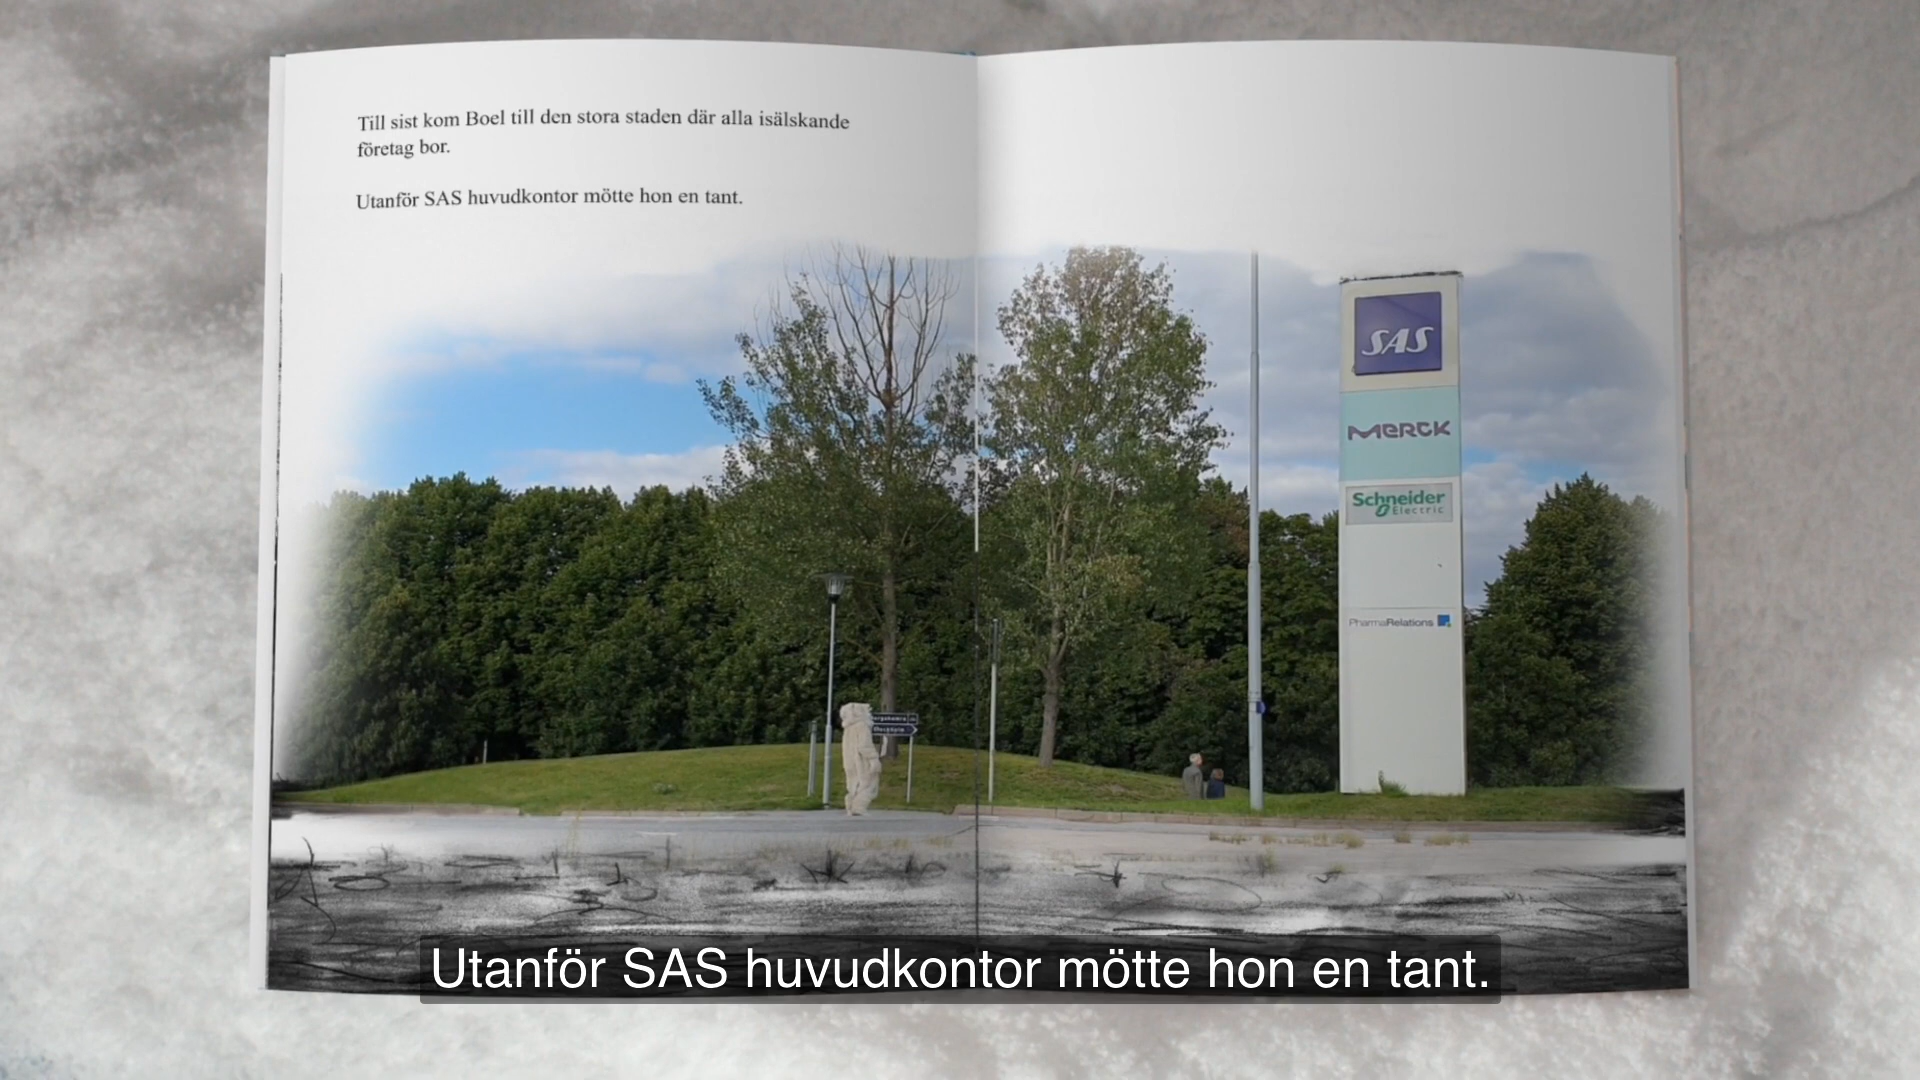 Till sist kom Boel till den stora staden där alla isälskande
företag bor.
Utanför SAS huvudkontor mötte hon en tant.
SAS
MERCK
Schneider
Electric
PharmaRelations
Utanför SAS huvudkontor mötte hon en tant.